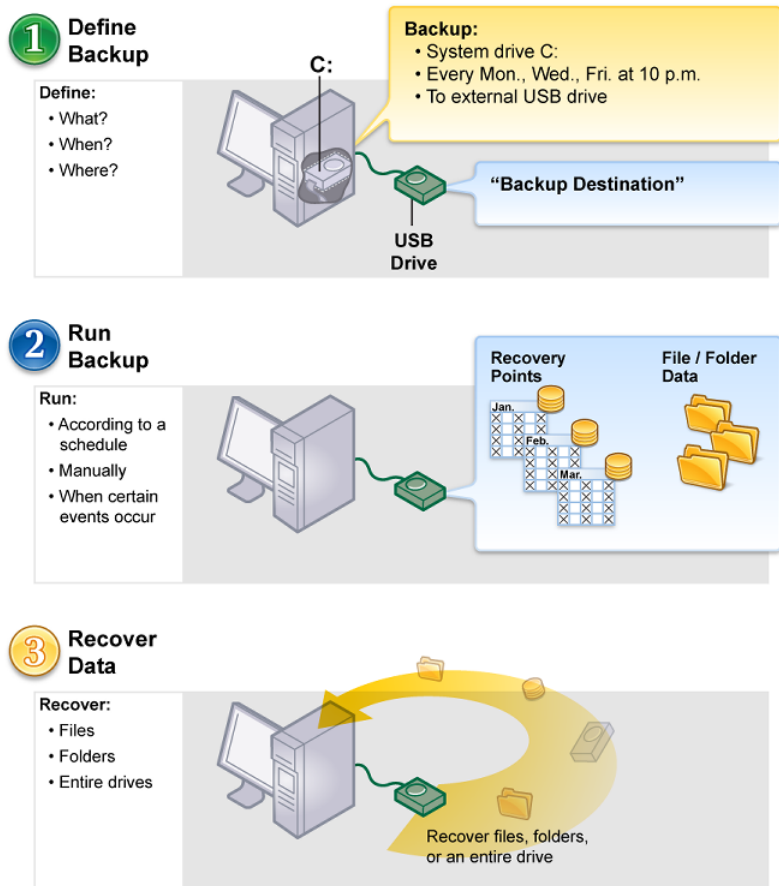 1
Define
Backup
Define:
• What?
• When?
• Where?
C:
Backup:
• System drive C:
• Every Mon., Wed., Fri. at 10 p.m.
• To external USB drive
“Backup Destination”
USB
Drive
2
Run
Backup
Run:
• According to a
schedule
• Manually
• When certain
events occur
Recovery
Points
Jan.
Feb.
Mar.
File / Folder
Data
3
Recover
Data
Recover:
• Files
• Folders
• Entire drives
Recover files, folders,
or an entire drive